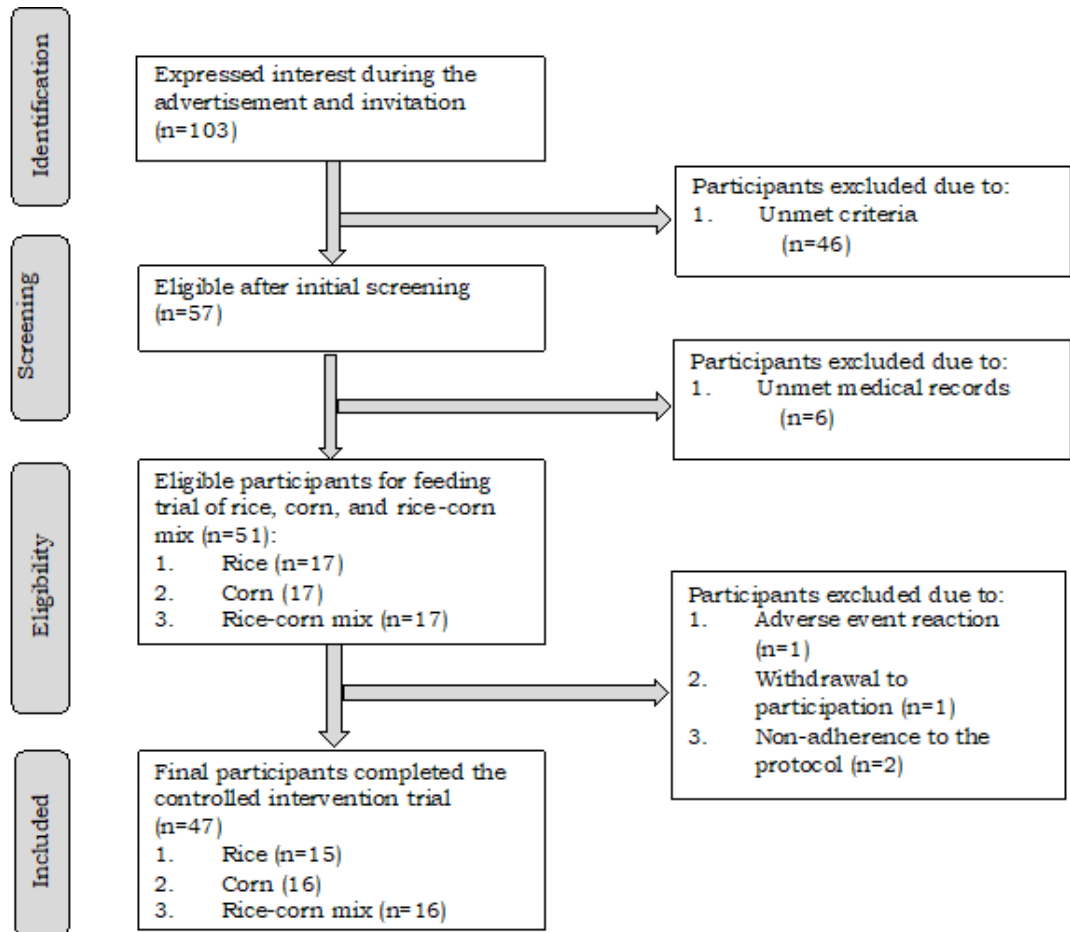 Identification
Expressed interest during the
advertisement and invitation
(n=103)
Participants excluded due to:
1. Unmet criteria
(n=46)
Screening
Eligible after initial screening
(n=57)
Participants excluded due to:
1. Unmet medical records
(n=6)
Eligibility
Eligible participants for feeding
trial of rice, corn, and rice-corn
mix (n=51):
1. Rice (n=17)
2. Corn (17)
3. Rice-corn mix (n=17)
Participants excluded due to:
1. Adverse event reaction
(n=1)
2. Withdrawal to
participation (n=1)
3. Non-adherence to the
protocol (n=2)
Included
Final participants completed the
controlled intervention trial
(n=47)
1. Rice (n=15)
2. Corn (16)
3. Rice-corn mix (n=16)